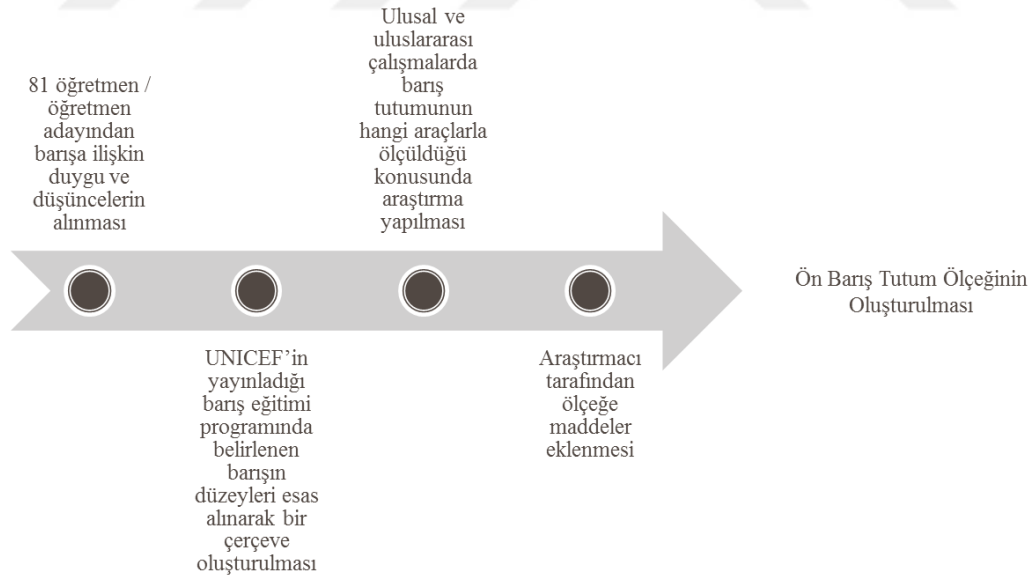 81 öğretmen /
öğretmen
adayından
barışa ilişkin
duygu ve
düşüncelerin
alınması
UNICEF’in
yayınladığı
barış eğitimi
programında
belirlenen
barışın
düzeyleri esas
alınarak bir
çerçeve
oluşturulması
Ulusal ve
uluslararası
çalışmalarda
barış
tutumunun
hangi araçlarla
ölçüldüğü
konusunda
araştırma
yapılması
Araştırmacı
tarafından
ölçeğe
maddeler
eklenmesi
Ön Barış Tutum Ölçeğinin
Oluşturulması